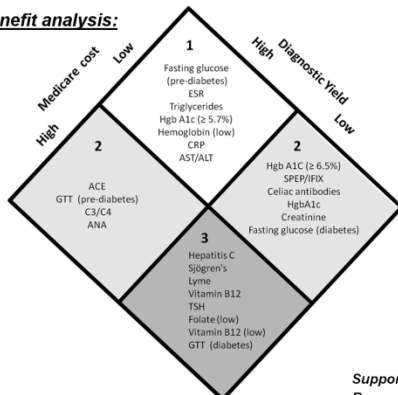 nefit analysis:
Medicare cost
Low
High
High
Diagnostic Yield
Low
1
Fasting glucose
(pre-diabetes)
ESR
Triglycerides
Hgb A1c (≥ 5.7%)
Hemoglobin (low)
CRP
AST/ALT
2
ACE
GTT (pre-diabetes)
C3/C4
ANA
2
Hgb A1C (≥ 6.5%)
SPEP/IFIX
Celiac antibodies
HgbA1c
Creatinine
Fasting glucose (diabetes)
3
Hepatitis C
Sjögren's
Lyme
Vitamin B12
TSH
Folate (low)
Vitamin B12 (low)
GTT (diabetes)
Suppor